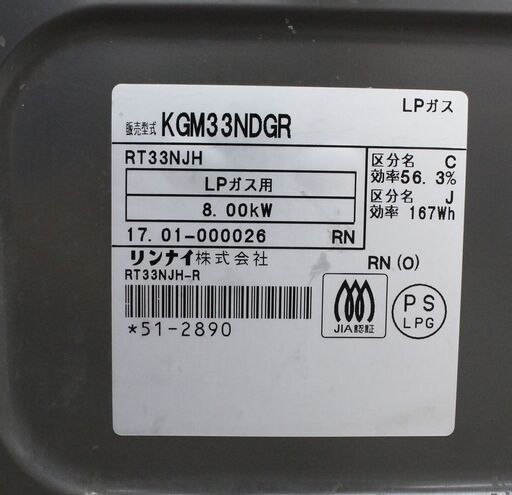 LPガス
販売型式 KGM33NDGR
RT33NJH
LPガス用
8.00kW
17.01-000026 RN
区分名 C
効率56.3%
区分名 J
効率 167Wh
リンナイ株式会社
RN (0)
RT33NJH-R
*51-2890
JIA認証
PS
LPG